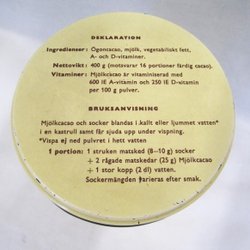 DEKLARATION
Ingredienser: Ögontcacao, mjölk, vegetabiliskt fett,
A- och D-vitaminer.
Nettovikt: 400 g (motsvarar 16 portioner färdig cacao).
Vitaminer: Mjölkcacao är vitaminiserad med
600 IE A-vitamin och 250 IE D-vitamin
per 100 g pulver.
BRUKSANVISNING
Mjölkcacao och socker blandas i kallt eller ljummet vatten*
i en kastrull samt får sjuda upp under vispning.
*Vispa ej ned pulvret i hett vatten
1 portion: 1 struken matsked (8–10 g) socker
+ 2 rågade matskedar (25 g) Mjölkcacao
+ 1 stor kopp (2 dl) vatten.
Sockermängden varieras efter smak.